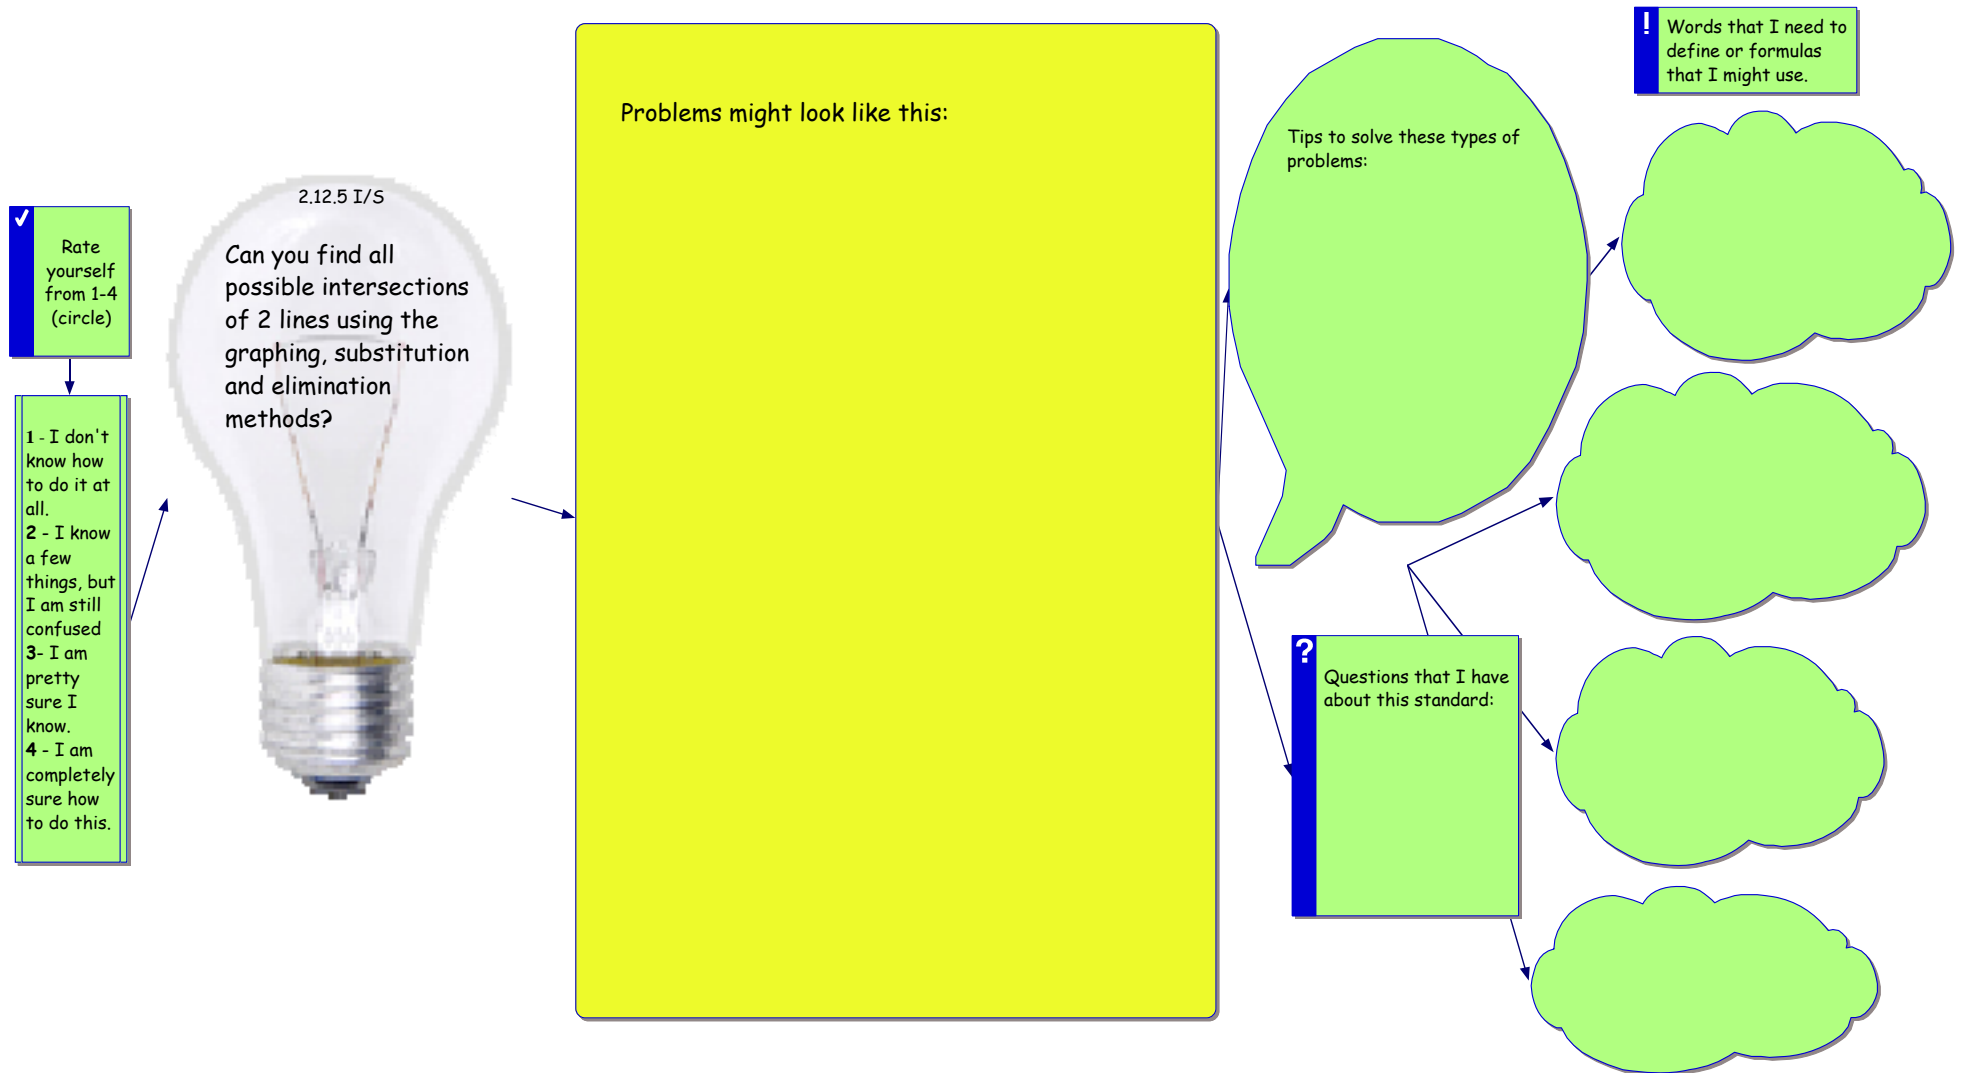 ✓
Rate
yourself
from 1-4
(circle)
1 - I don't
know how
to do it at
all.
2 - I know
a few
things, but
I am still
confused
3- I am
pretty
sure I
know.
4 - I am
completely
sure how
to do this.
2.12.5 I/S
Can you find all
possible intersections
of 2 lines using the
graphing, substitution
and elimination
methods?
Problems might look like this:
Tips to solve these types of
problems:
!
Words that I need to
define or formulas
that I might use.
?
Questions that I have
about this standard: